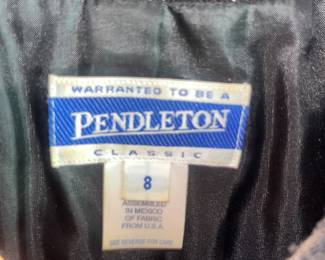 WARRANTED TO BE A
PENDLETON
CLASSIC
8
ASSEMBLED
IN MEXICO
OF FABRIC
FROM U.S.A.
SEE REVERSE FOR CARE